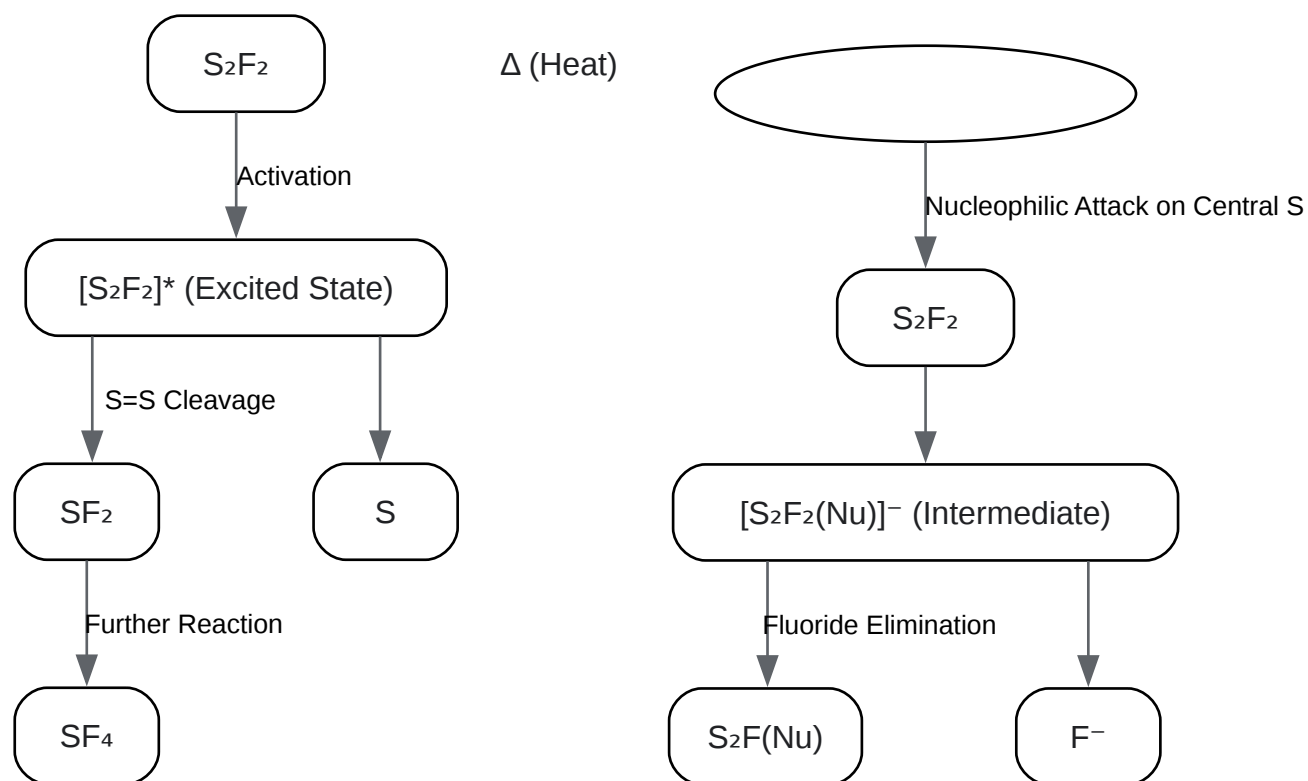 S₂F₂
Δ (Heat)
Activation
[S₂F₂]* (Excited State)
S=S Cleavage
SF₂
S
Further Reaction
SF₄
Nucleophilic Attack on Central S
S₂F₂
[S₂F₂(Nu)]⁻ (Intermediate)
Fluoride Elimination
S₂F(Nu)
F⁻